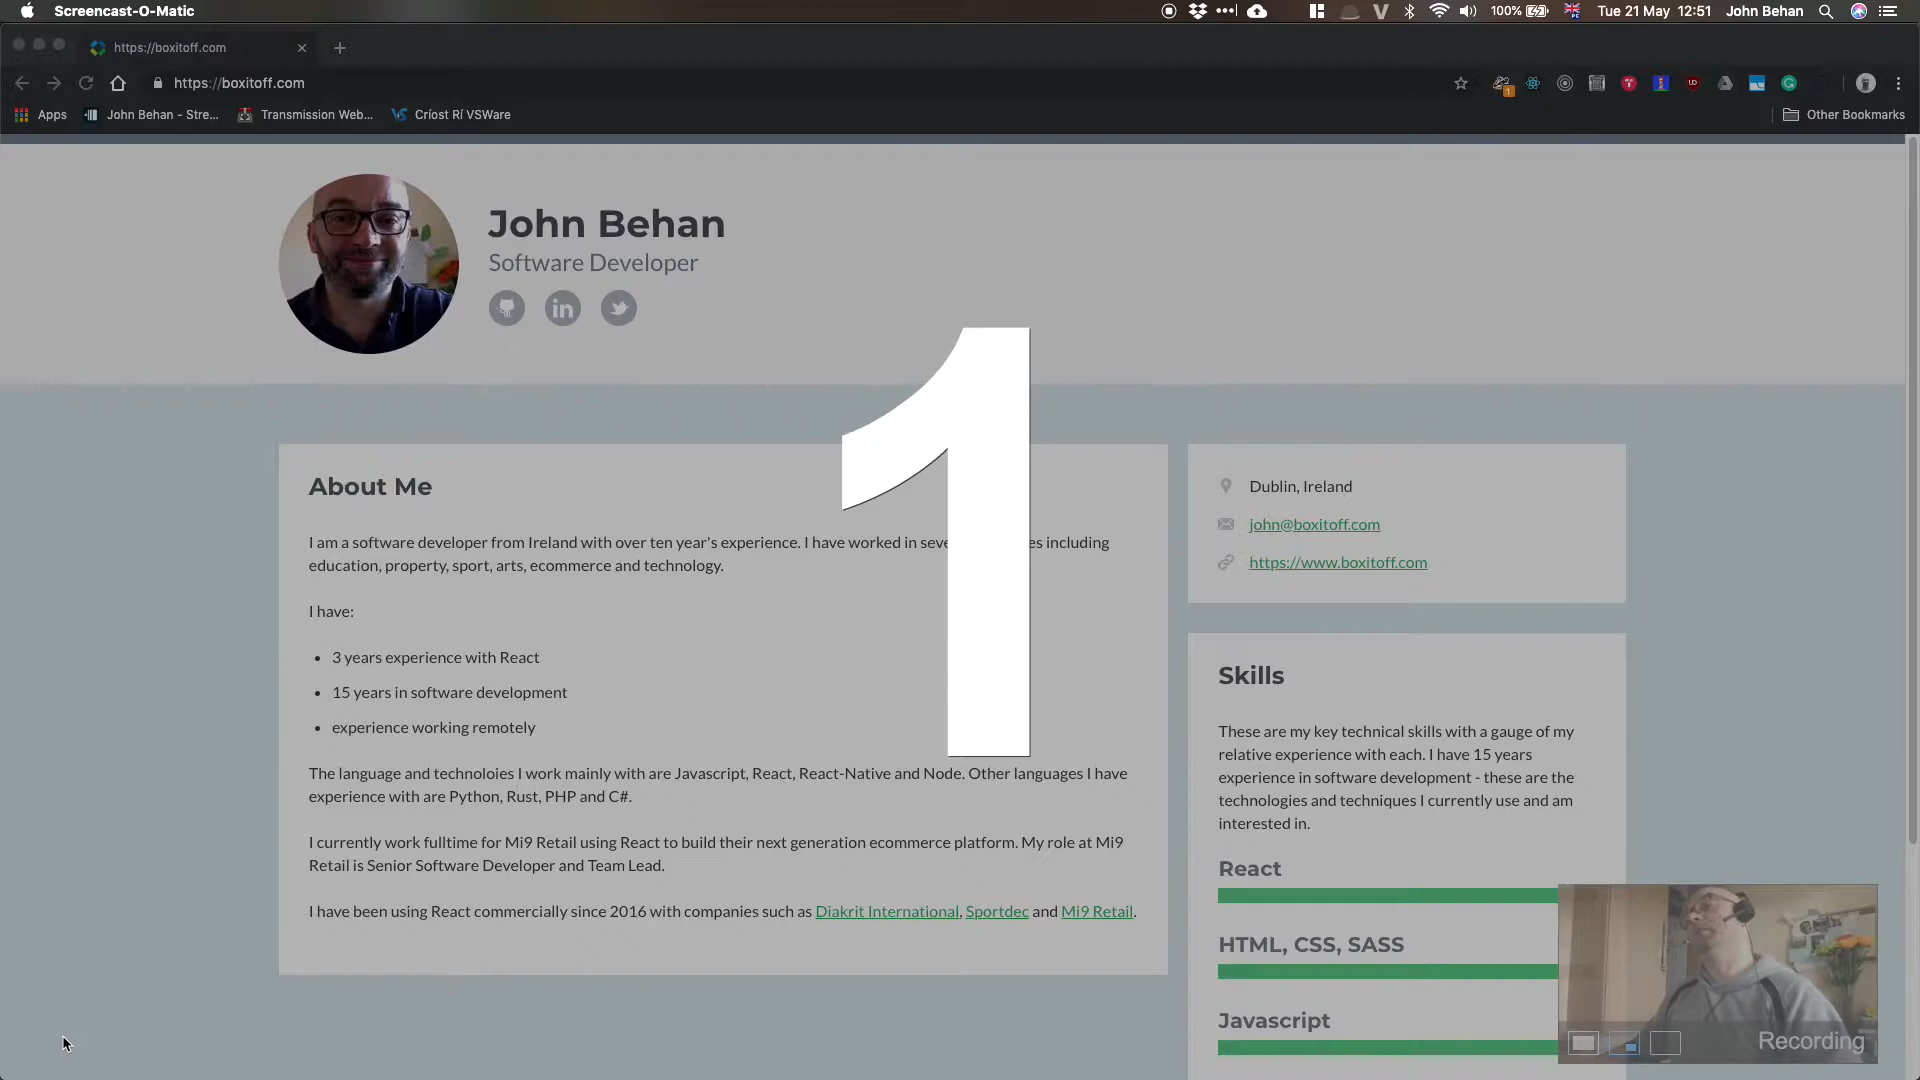 Screencast-O-Matic
100%
Tue 21 May 12:51
John Behan
https://boxitoff.com
https://boxitoff.com
1
Apps
John Behan - Stre...
Transmission Web...
Críost Rí VSWare
Other Bookmarks
John Behan
Software Developer
in
1
About Me
I am a software developer from Ireland with over ten year's experience. I have worked in including
education, property, sport, arts, ecommerce and technology.
I have:
• 3 years experience with React
• 15 years in software development
• experience working remotely
The language and technoloies I work mainly with are Javascript, React, React-Native and Node. Other languages I have
experience with are Python, Rust, PHP and C#.
I currently work fulltime for Mi9 Retail using React to build their next generation ecommerce platform. My role at Mi9
Retail is Senior Software Developer and Team Lead.
I have been using React commercially since 2016 with companies such as Diakrit International, Sportdec and Mi9 Retail.
Dublin, Ireland
john@boxitoff.com
https://www.boxitoff.com
Skills
These are my key technical skills with a gauge of my
relative experience with each. I have 15 years
experience in software development - these are the
technologies and techniques I currently use and am
interested in.
React
HTML, CSS, SASS
Javascript
Recording